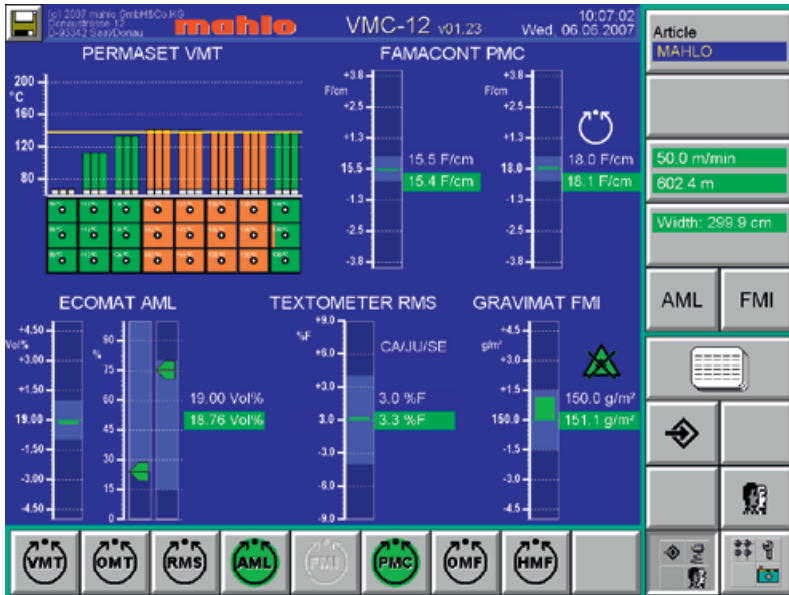 (c) 2007 mahlo GmbH&Co.KG
Donaustrasse 12
D-93342 Saal/Donau
mahlo
VMC-12 v01.23
10:07:02
Wed, 06.06.2007
PERMASET VMT
200
°C
160
120
80
FAMACONT PMC
+3.8
F/cm
+2.5
+1.3
15.5
-1.3
-2.5
-3.8
15.5 F/cm
15.4 F/cm
+3.8
F/cm
+2.5
+1.3
18.0
-1.3
-2.5
-3.8
18.0 F/cm
18.1 F/cm
ECOMAT AML
+4.50
Vol%
+3.00
+1.50
19.00
-1.50
-3.00
-4.50
90
%
75
60
45
30
15
0
19.00 Vol%
18.76 Vol%
TEXTOMETER RMS
+9.0
%F
+6.0
+3.0
3.0
-3.0
-6.0
-9.0
CA/JU/SE
3.0 %F
3.3 %F
GRAVIMAT FMI
+4.5
g/m²
+3.0
+1.5
150.0
-1.5
-3.0
-4.5
150.0 g/m²
151.1 g/m²
VMT
OMT
RMS
AML
FMI
PMC
OMF
HMF
Article
MAHLO
50.0 m/min
602.4 m
Width: 299.9 cm
AML
FMI